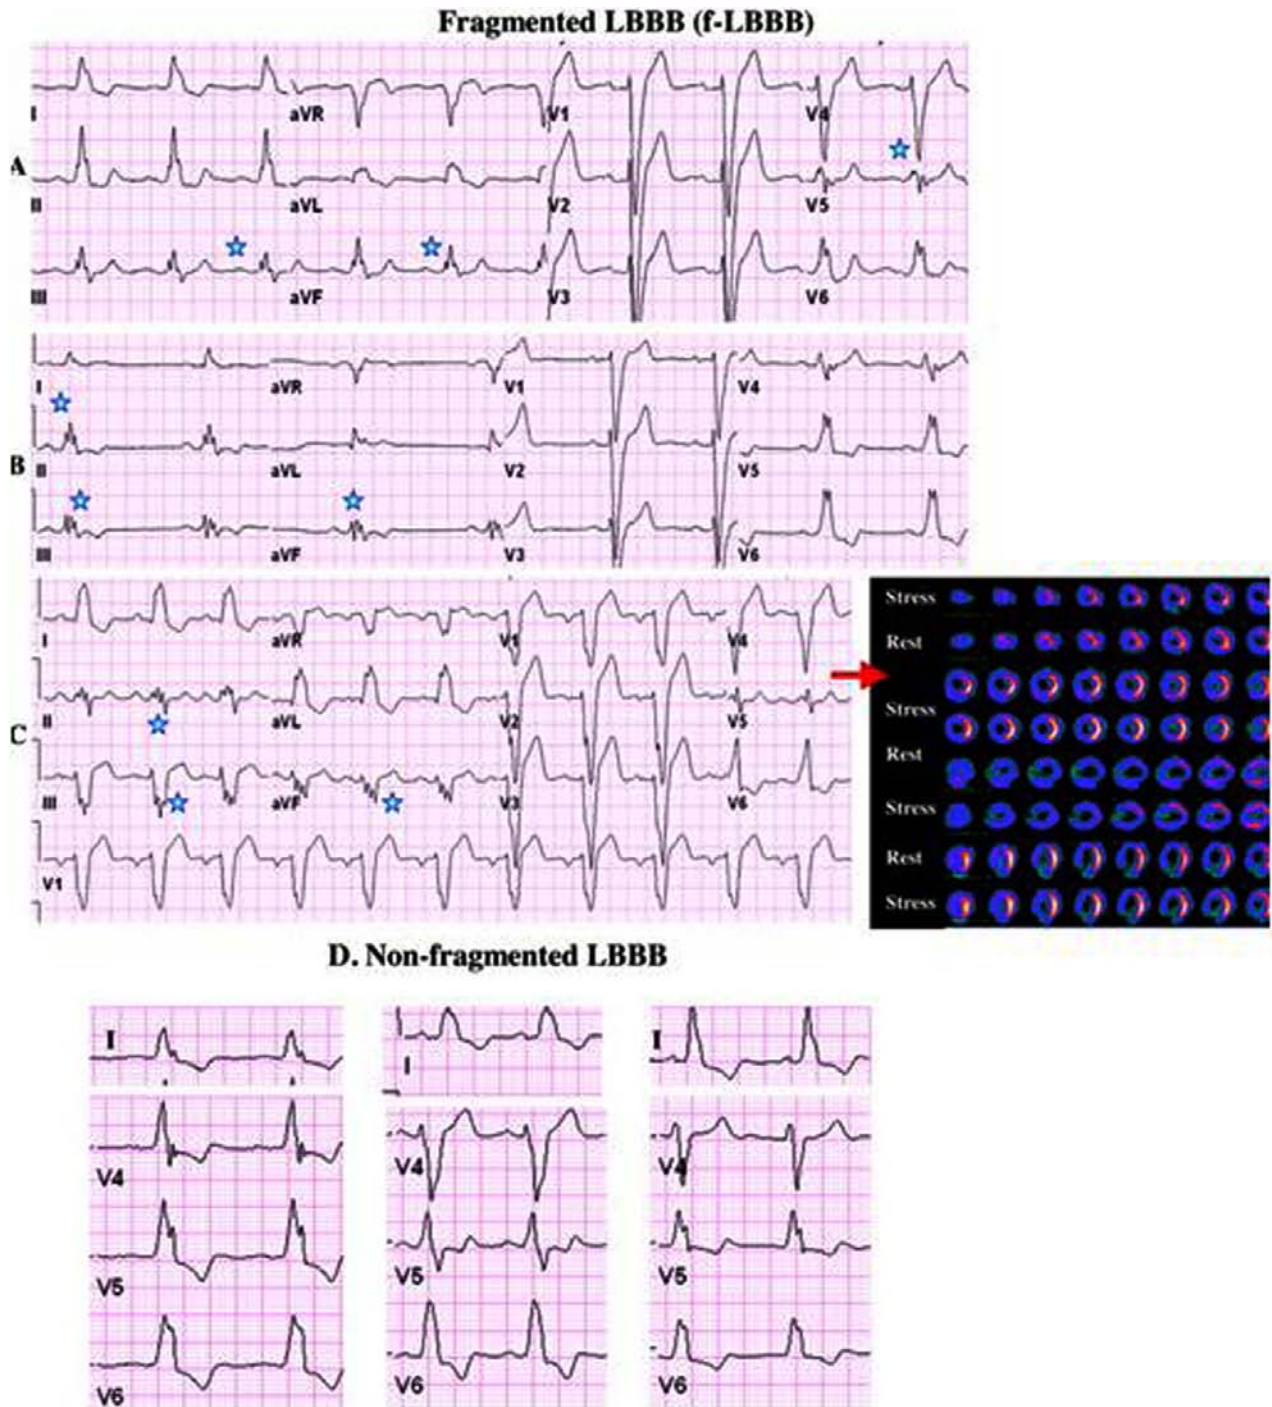 Fragmented LBBB (f-LBBB)
A
I aVR V1 V4
II aVL V2 V5
III aVF V3 V6
B
I aVR V1 V4
II aVL V2 V5
III aVF V3 V6
C
I aVR V1 V4
II aVL V2 V5
III aVF V3 V6
V1
Stress
Rest
Stress
Rest
Stress
Rest
Stress
D. Non-fragmented LBBB
I I I
V4 V4 V4
V5 V5 V5
V6 V6 V6